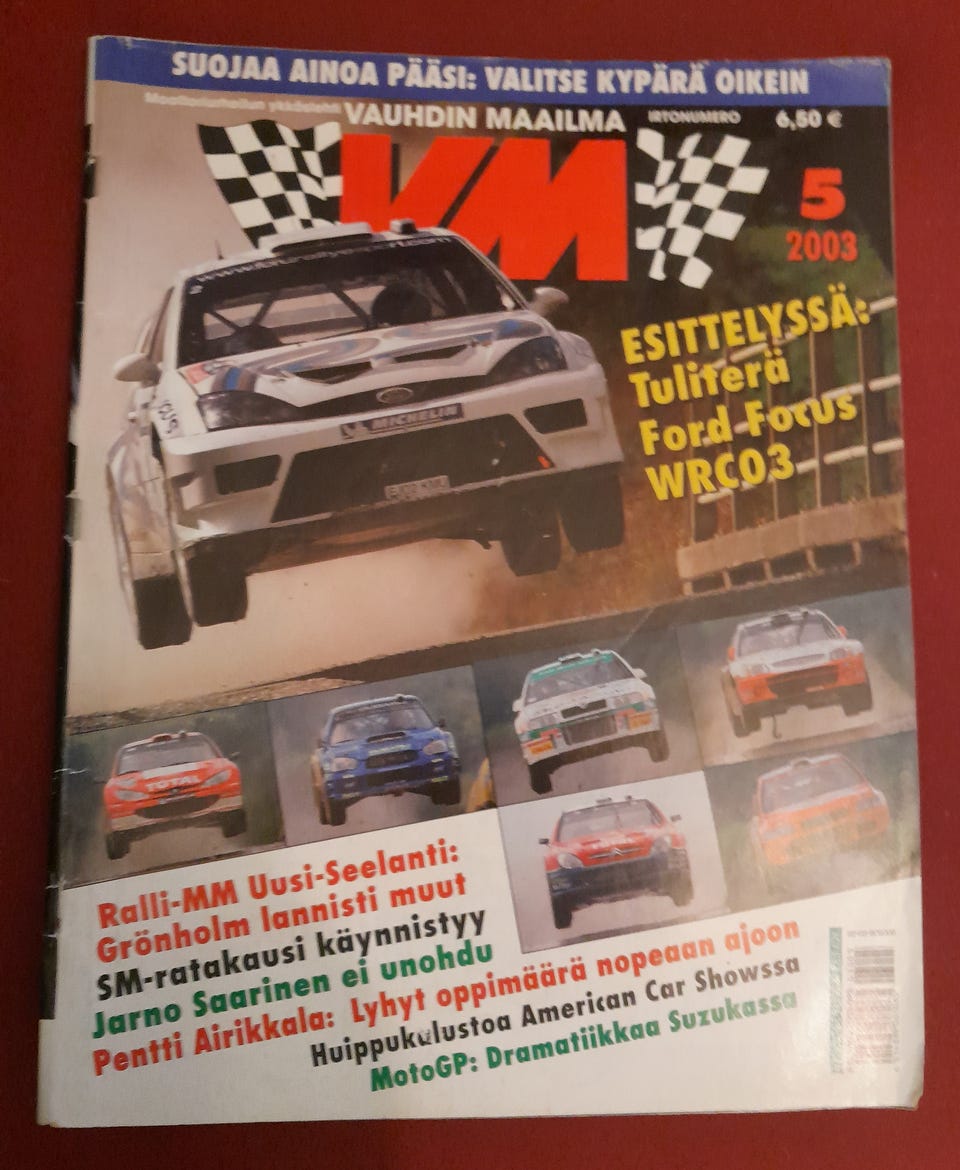 SUOJAA AINOA PÄÄSI: VALITSE KYPÄRÄ OIKEIN
VAUHDIN MAAILMA
IRTONUMERO
6,50 €
VM
5
2003
ESITTELYSSÄ:
Tuliterä
Ford Focus
WRC03
MICHELIN
TOTAL
Ralli-MM Uusi-Seelanti:
Grönholm lannisti muut
SM-ratakausi käynnistyy
Jarno Saarinen ei unohdu
Pentti Airikkala: Lyhyt oppimäärä nopeaan ajoon
Huippukalustoa American Car Showssa
MotoGP: Dramatiikkaa Suzukassa